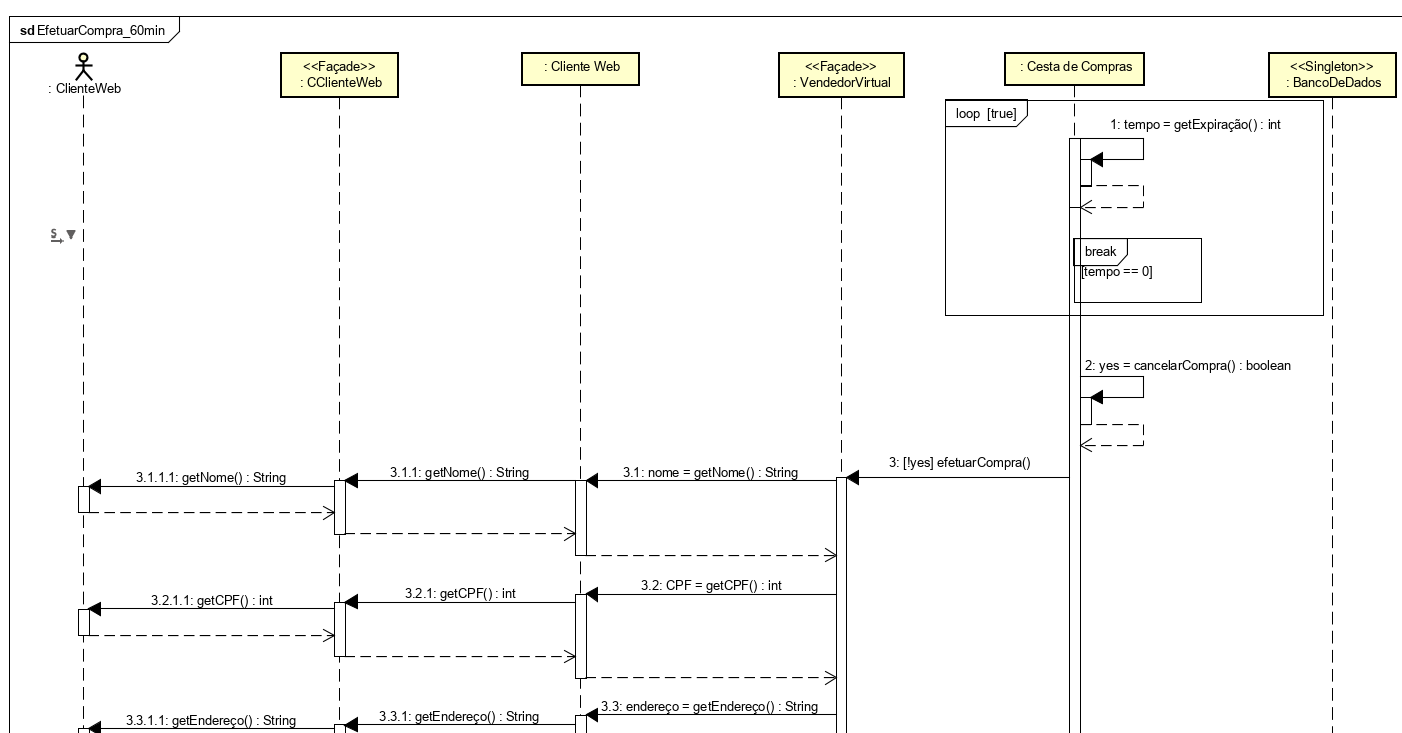 sd EfetuarCompra_60min
: ClienteWeb
<<Façade>>
: CClienteWeb
: Cliente Web
<<Façade>>
: VendedorVirtual
: Cesta de Compras
<<Singleton>>
: BancoDeDados
loop [true]
1: tempo = getExpiração() : int
S
break
[tempo == 0]
2: yes = cancelarCompra() : boolean
3: [!yes] efetuarCompra()
3.1: nome = getNome() : String
3.1.1: getNome() : String
3.1.1.1: getNome() : String
3.2: CPF = getCPF() : int
3.2.1: getCPF() : int
3.2.1.1: getCPF() : int
3.3: endereço = getEndereço() : String
3.3.1: getEndereço() : String
3.3.1.1: getEndereço() : String